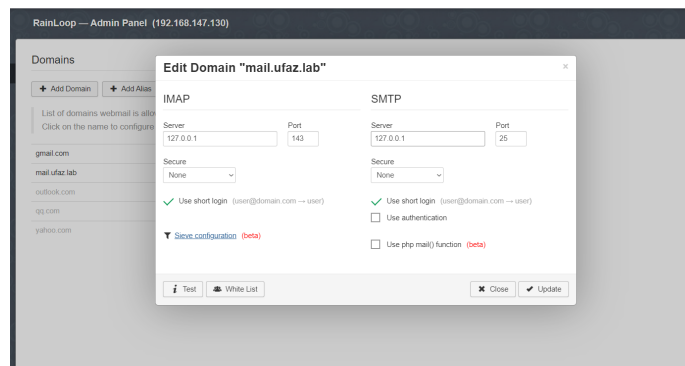 RainLoop — Admin Panel (192.168.147.130)
Domains
+ Add Domain
+ Add Alias
List of domains webmail is allo
Click on the name to configure
gmail.com
mail.ufaz.lab
outlook.com
qq.com
yahoo.com
Edit Domain "mail.ufaz.lab"
×
IMAP
Server
Port
127.0.0.1
143
Secure
None
Use short login (user@domain.com → user)
Sieve configuration (beta)
SMTP
Server
Port
127.0.0.1
25
Secure
None
Use short login (user@domain.com → user)
Use authentication
Use php mail() function (beta)
i Test
White List
Close
Update